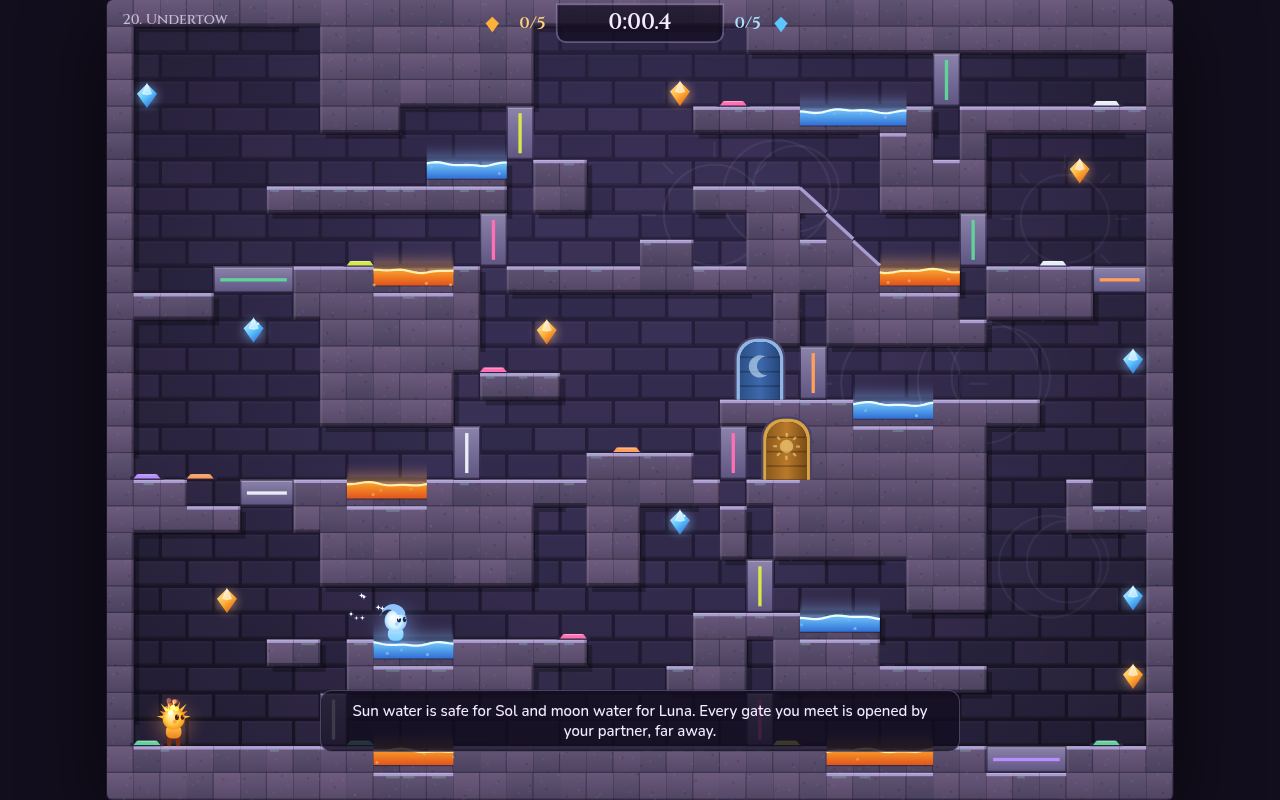 20. Undertow
0/5
0:00.4
0/5
Sun water is safe for Sol and moon water for Luna. Every gate you meet is opened by
your partner, far away.